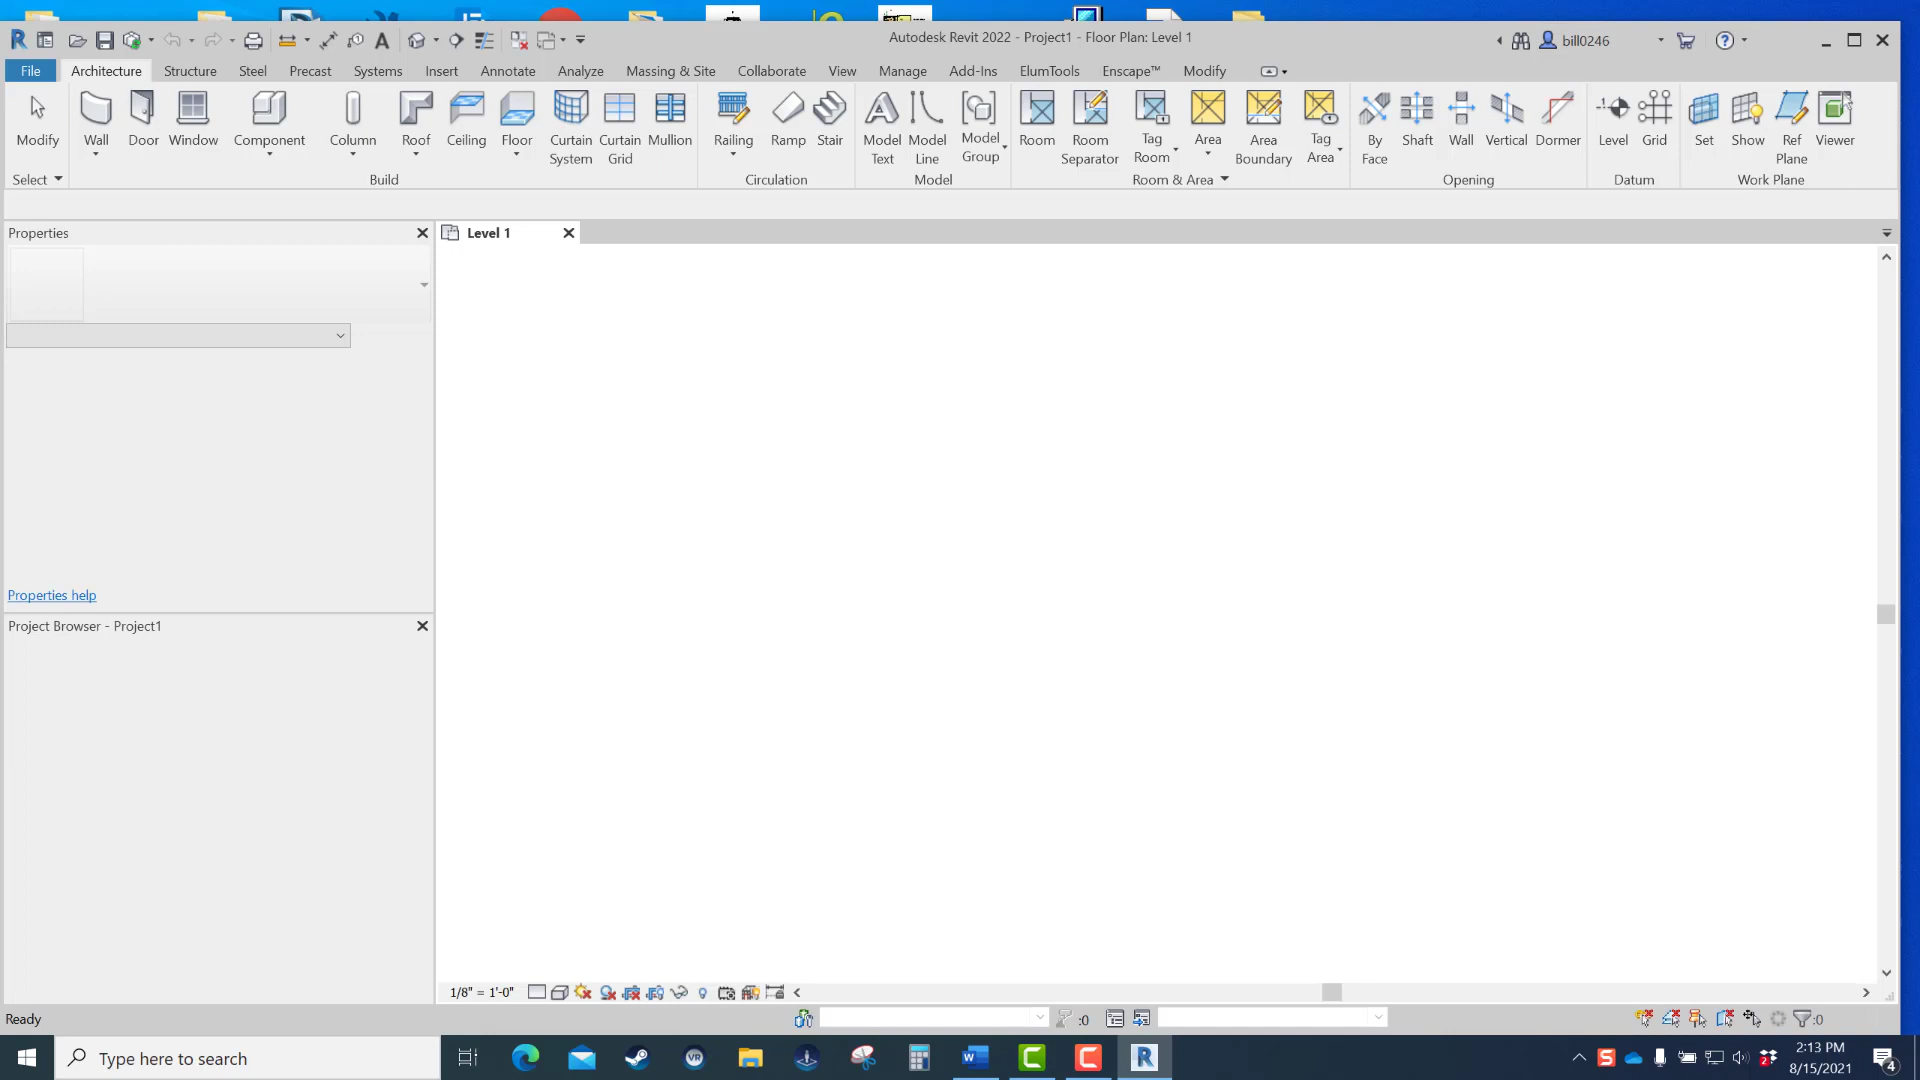 Autodesk Revit 2022 - Project1 - Floor Plan: Level 1
bill0246
File Architecture Structure Steel Precast Systems Insert Annotate Analyze Massing & Site Collaborate View Manage Add-Ins ElumTools Enscape™ Modify
Modify Wall Door Window Component Column Roof Ceiling Floor Curtain System Curtain Grid Mullion Railing Ramp Stair Model Text Model Line Model Group Room Room Separator Tag Room Area Area Boundary Tag Area By Face Shaft Wall Vertical Dormer Level Grid Set Show Ref Plane Viewer
Select Build Circulation Model Room & Area Opening Datum Work Plane
Properties
Level 1
Properties help
Project Browser - Project1
1/8" = 1'-0"
Ready
:0
:0
Type here to search
2:13 PM
8/15/2021
4